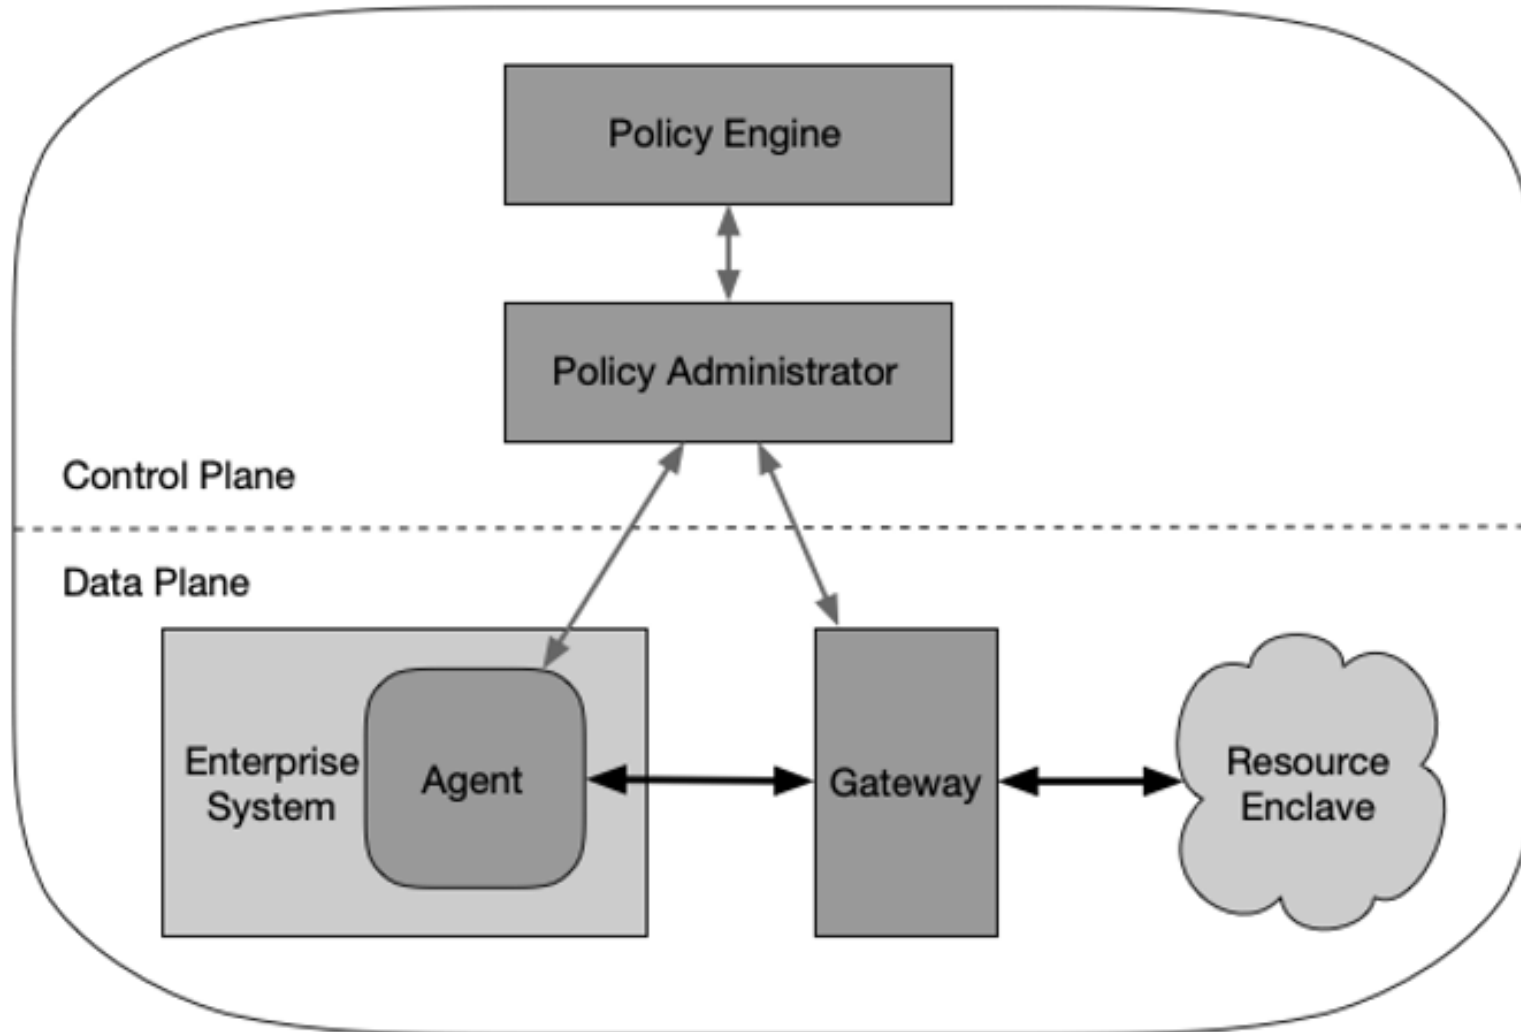 Policy Engine
Policy Administrator
Control Plane
Data Plane
Enterprise
System
Agent
Gateway
Resource
Enclave